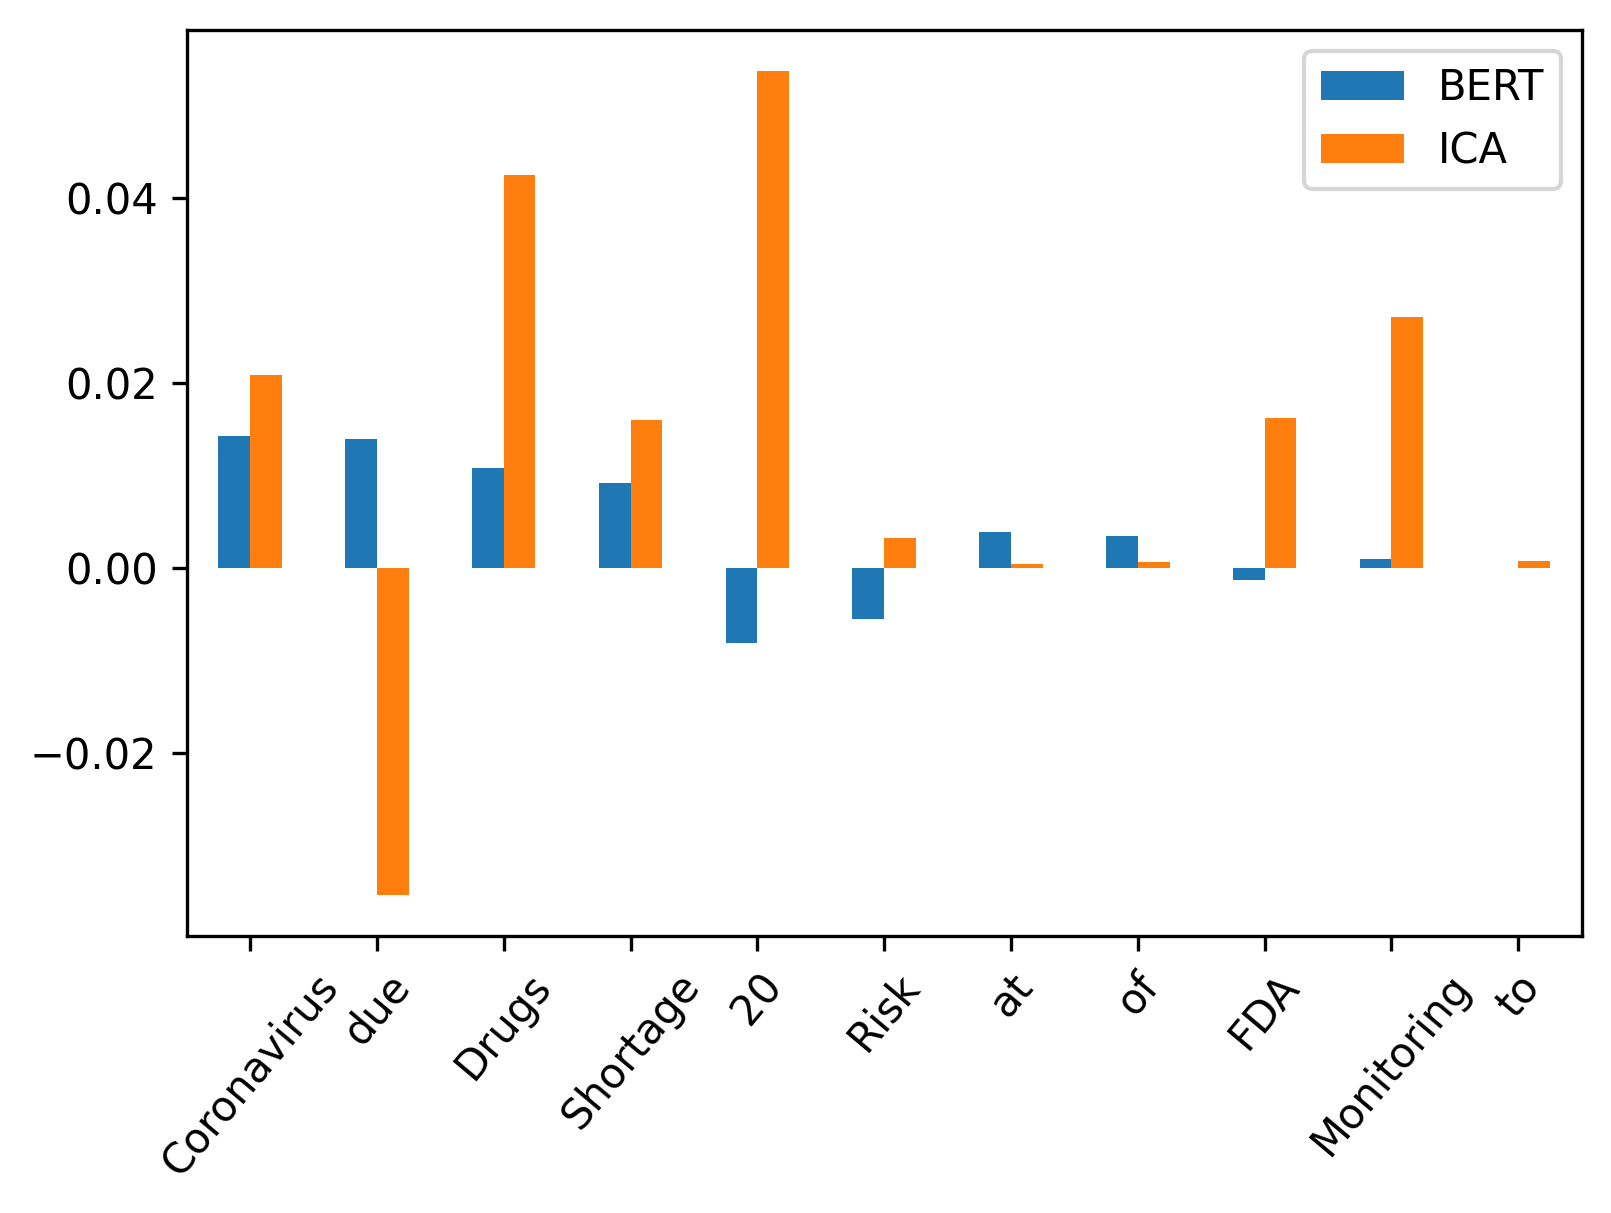 BERT
ICA
0.04
0.02
0.00
−0.02
Coronavirus
due
Drugs
Shortage
20
Risk
at
of
FDA
Monitoring
to